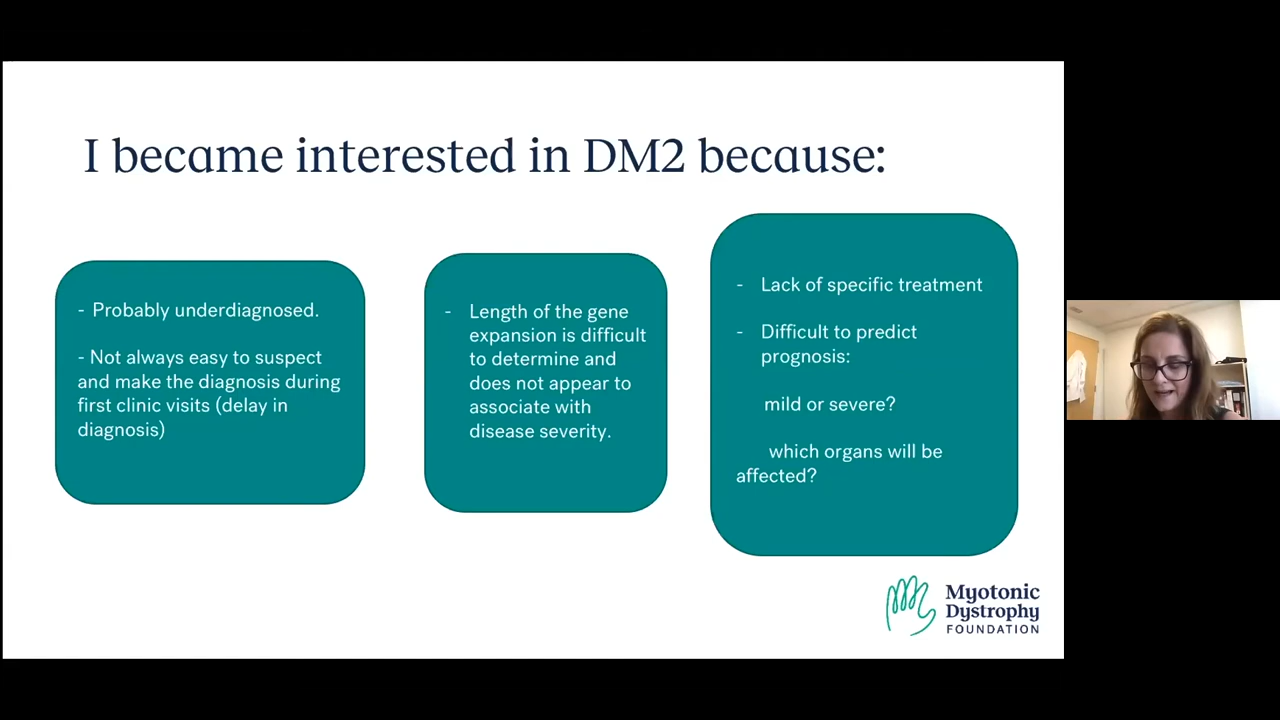 I became interested in DM2 because:
- Probably underdiagnosed.
- Not always easy to suspect
and make the diagnosis during
first clinic visits (delay in
diagnosis)
- Length of the gene
expansion is difficult
to determine and
does not appear to
associate with
disease severity.
- Lack of specific treatment
- Difficult to predict
prognosis:
mild or severe?
which organs will be
affected?
Myotonic
Dystrophy
FOUNDATION